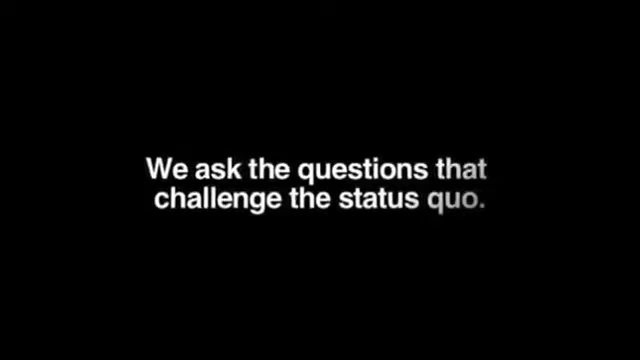 We ask the questions that
challenge the status quo.